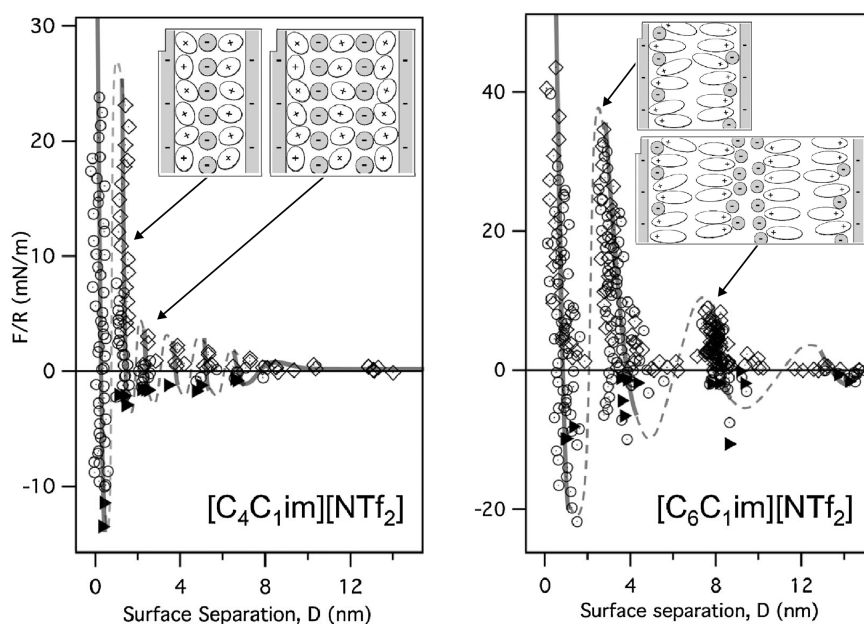 30
20
10
0
-10
F/R (mN/m)
[C₄C₁im][NTf₂]
0 4 8 12
Surface Separation, D (nm)
40
20
0
-20
[C₆C₁im][NTf₂]
0 4 8 12
Surface separation, D (nm)